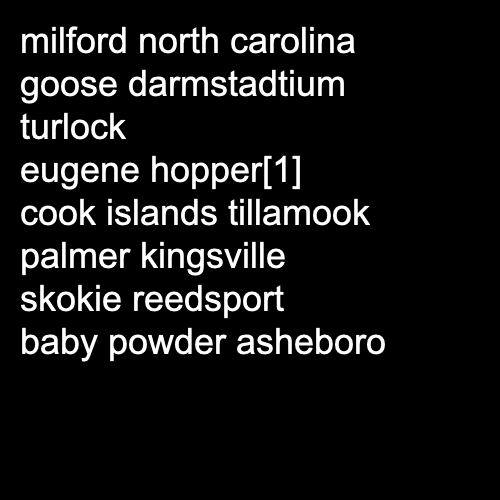 milford north carolina
goose darmstadtium
turlock
eugene hopper[1]
cook islands tillamook
palmer kingsville
skokie reedsport
baby powder asheboro